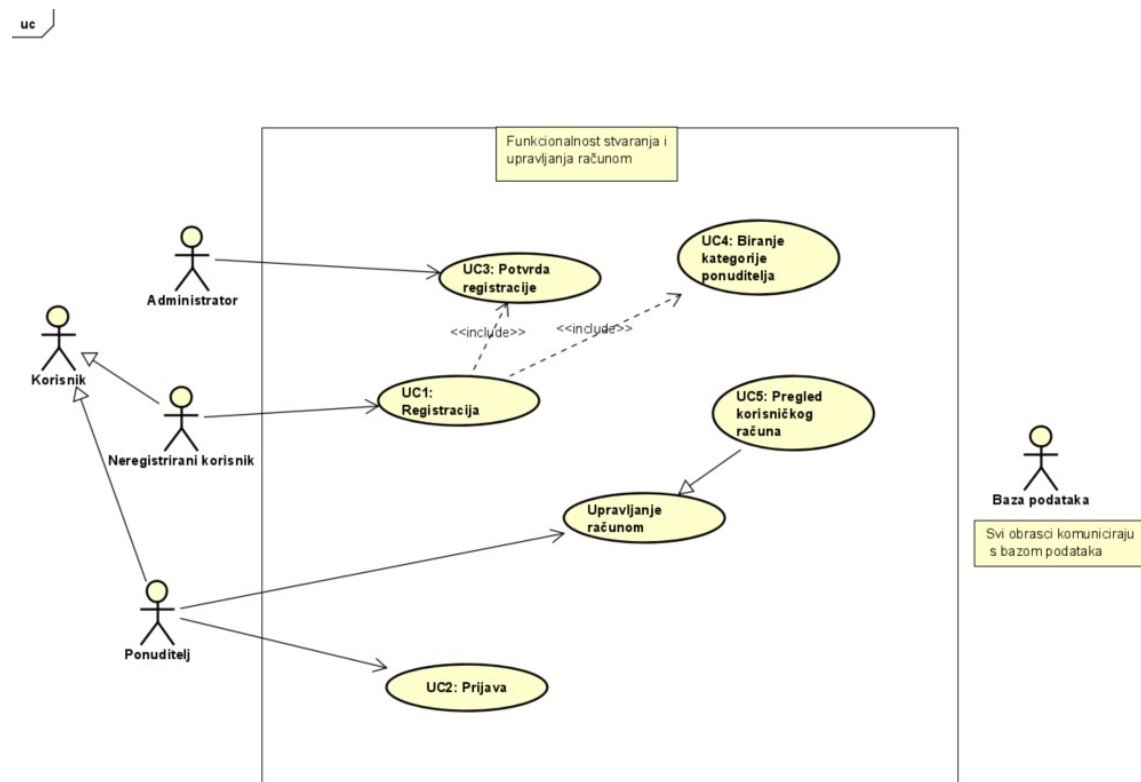 uc
Funkcionalnost stvaranja i
upravljanja računom
Administrator
UC3: Potvrda
registracije
UC4: Biranje
kategorije
ponuditelja
<<include>>
<<include>>
Korisnik
Neregistrirani korisnik
UC1:
Registracija
UC5: Pregled
korisničkog
računa
Baza podataka
Svi obrasci komuniciraju
s bazom podataka
Upravljanje
računom
Ponuditelj
UC2: Prijava